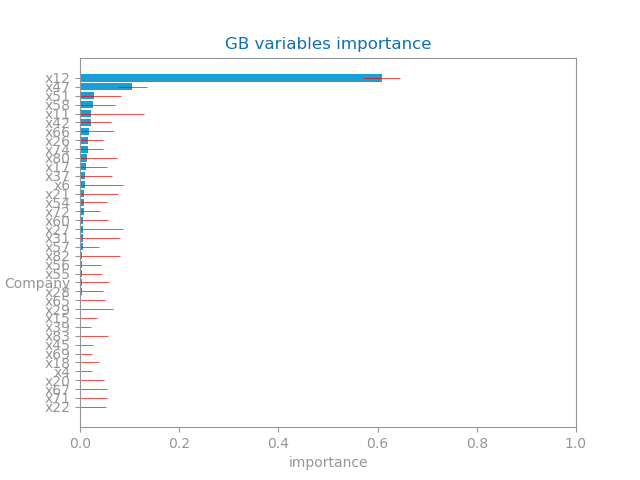 GB variables importance
x12
x47
x51
x58
x11
x42
x66
x26
x74
x80
x17
x37
x6
x21
x54
x72
x60
x27
x31
x57
x82
x56
x55
Company
x28
x65
x29
x15
x39
x83
x45
x69
x18
x4
x20
x67
x71
x22
0.0 0.2 0.4 0.6 0.8 1.0
importance